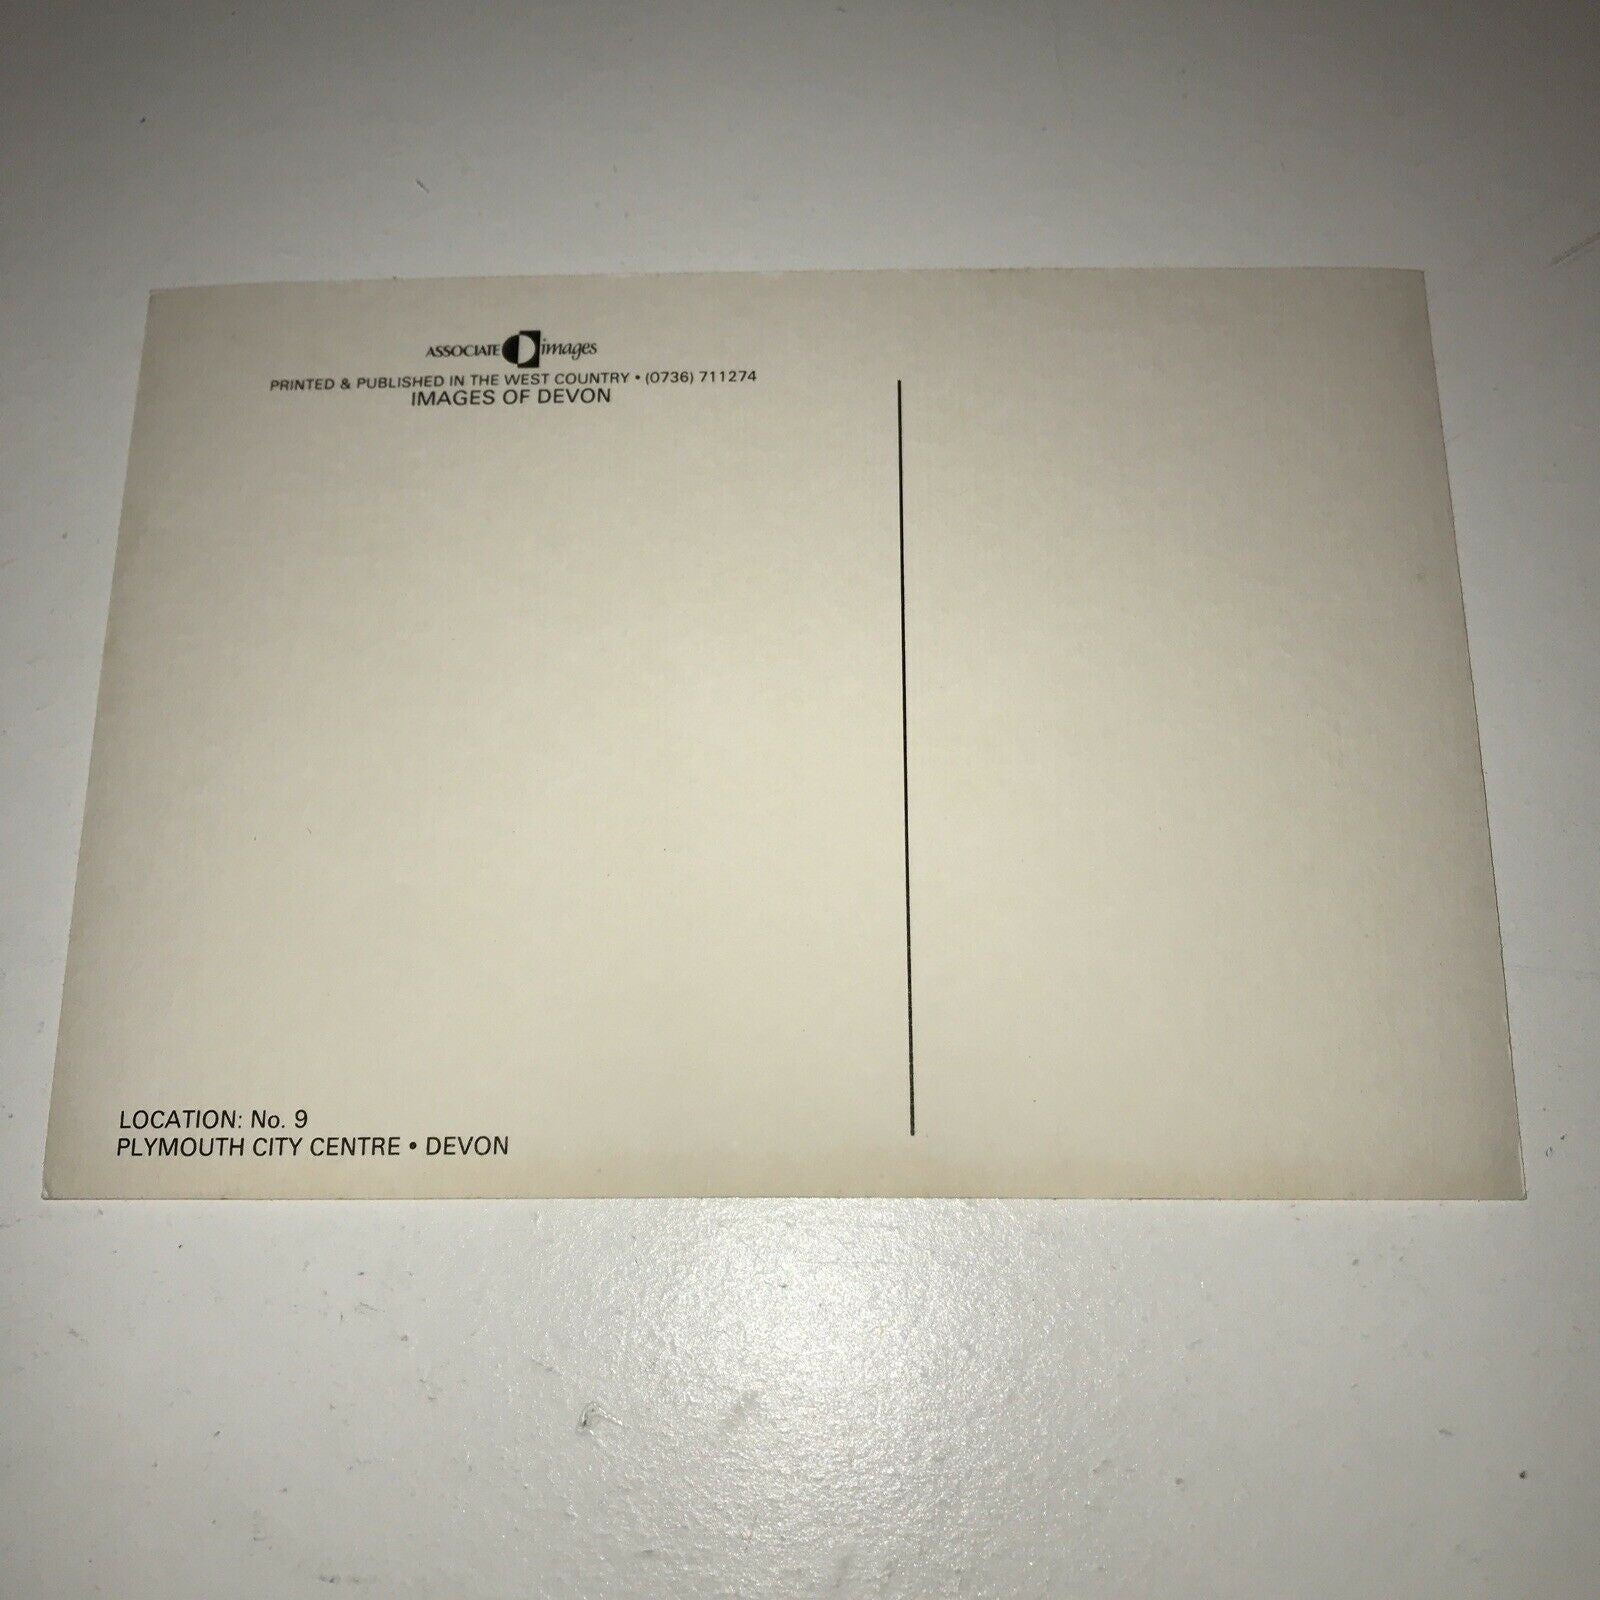 ASSOCIATE images
PRINTED & PUBLISHED IN THE WEST COUNTRY • (0736) 711274
IMAGES OF DEVON
LOCATION: No. 9
PLYMOUTH CITY CENTRE • DEVON